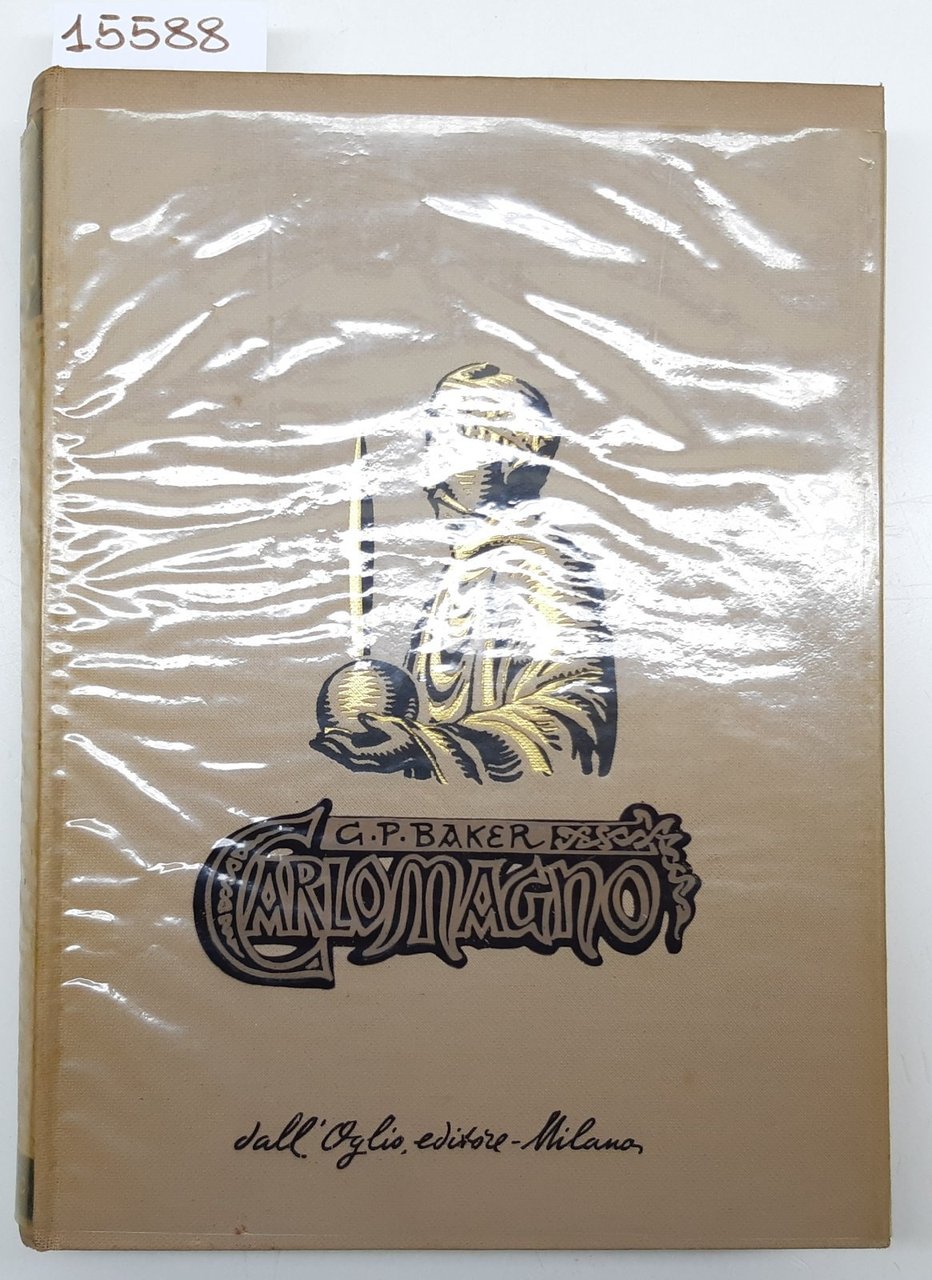 15588
G.P. BAKER
CARLOMAGNO
dall'Oglio, editore - Milano